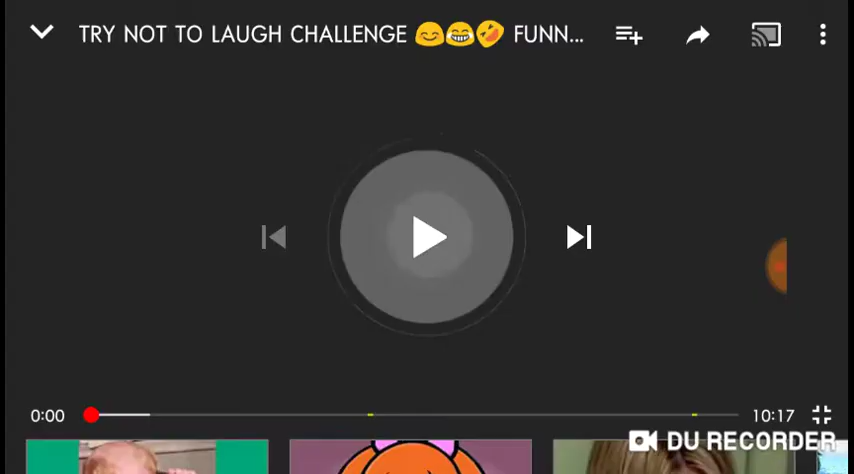 TRY NOT TO LAUGH CHALLENGE 😊😂🤣 FUNN...
0:00
10:17
DU RECORDER